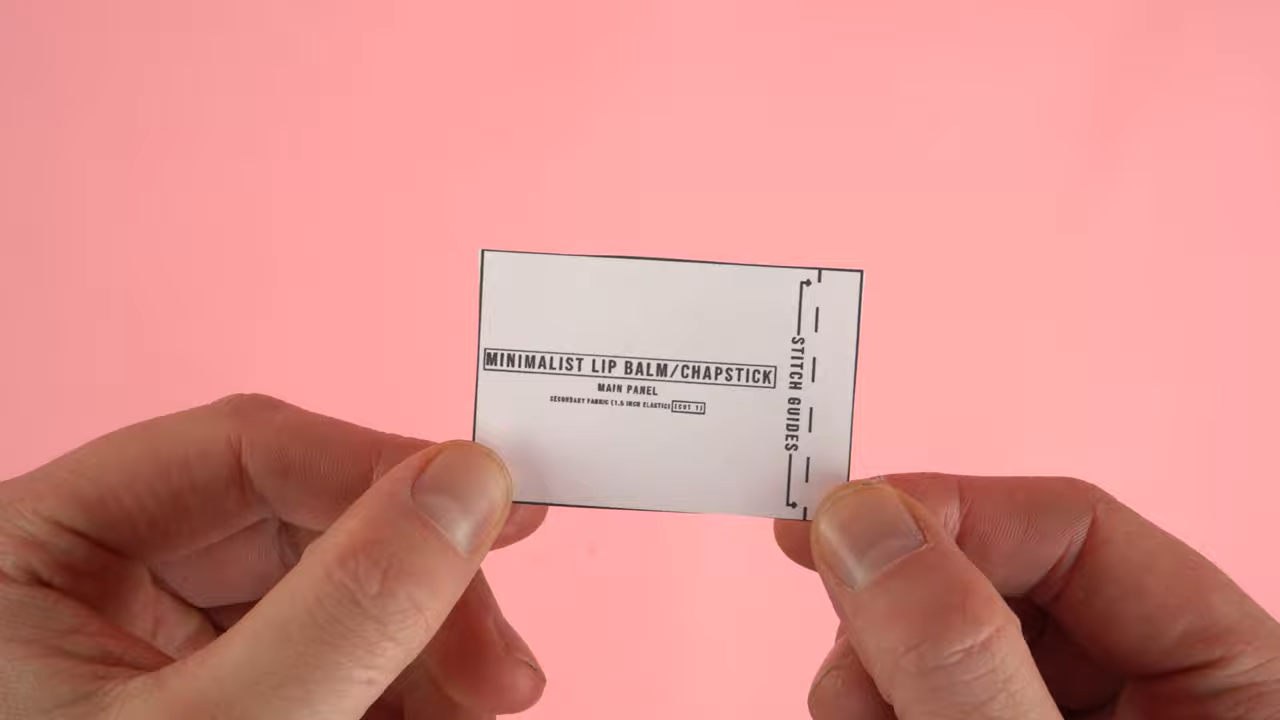 MINIMALIST LIP BALM/CHAPSTICK
MAIN PANEL
SECONDARY FABRIC (1.5 INCH ELASTIC) (CUT 1)
STITCH GUIDES